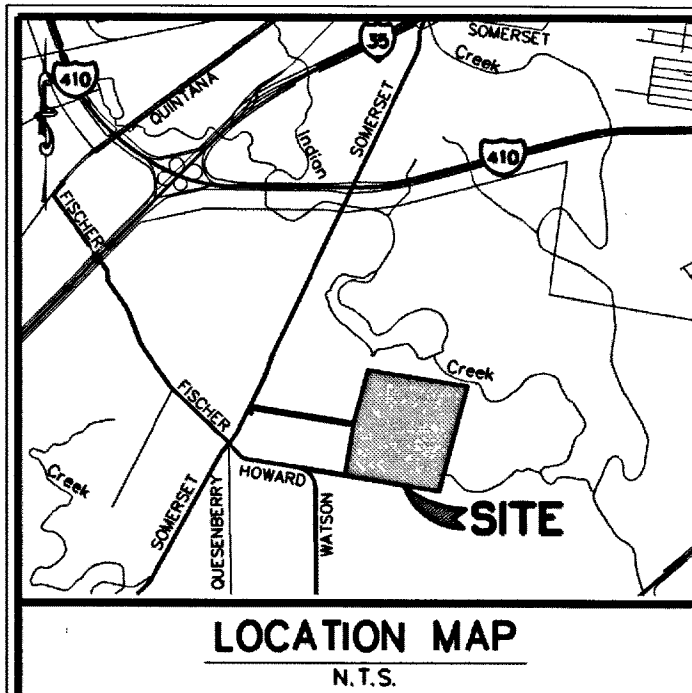 SOMERSET
Creek
35
410
QUINTANA
Indian
SOMERSET
410
FISCHER
Creek
FISCHER
HOWARD
Creek
SOMERSET
QUESENBERRY
WATSON
SITE
LOCATION MAP
N.T.S.